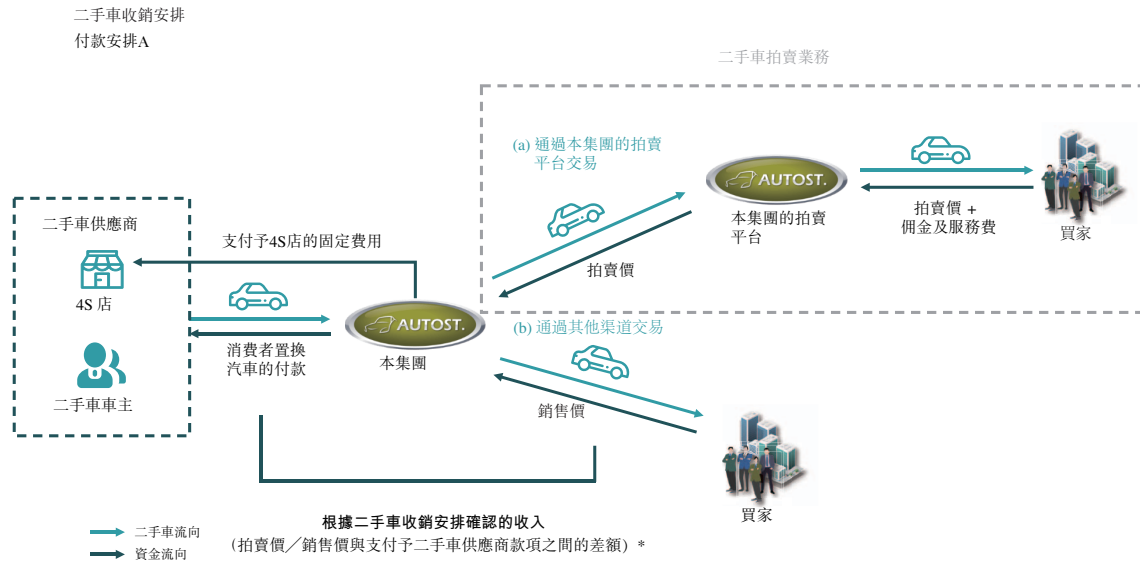 二手車收銷安排
付款安排A
二手車拍賣業務
(a) 通過本集團的拍賣
平台交易
AUTOST.
本集團的拍賣
平台
拍賣價 +
佣金及服務費
買家
拍賣價
二手車供應商
4S 店
二手車車主
支付予4S店的固定費用
消費者置換
汽車的付款
AUTOST.
本集團
(b) 通過其他渠道交易
銷售價
買家
根據二手車收銷安排確認的收入
（拍賣價／銷售價與支付予二手車供應商款項之間的差額）*
二手車流向
資金流向